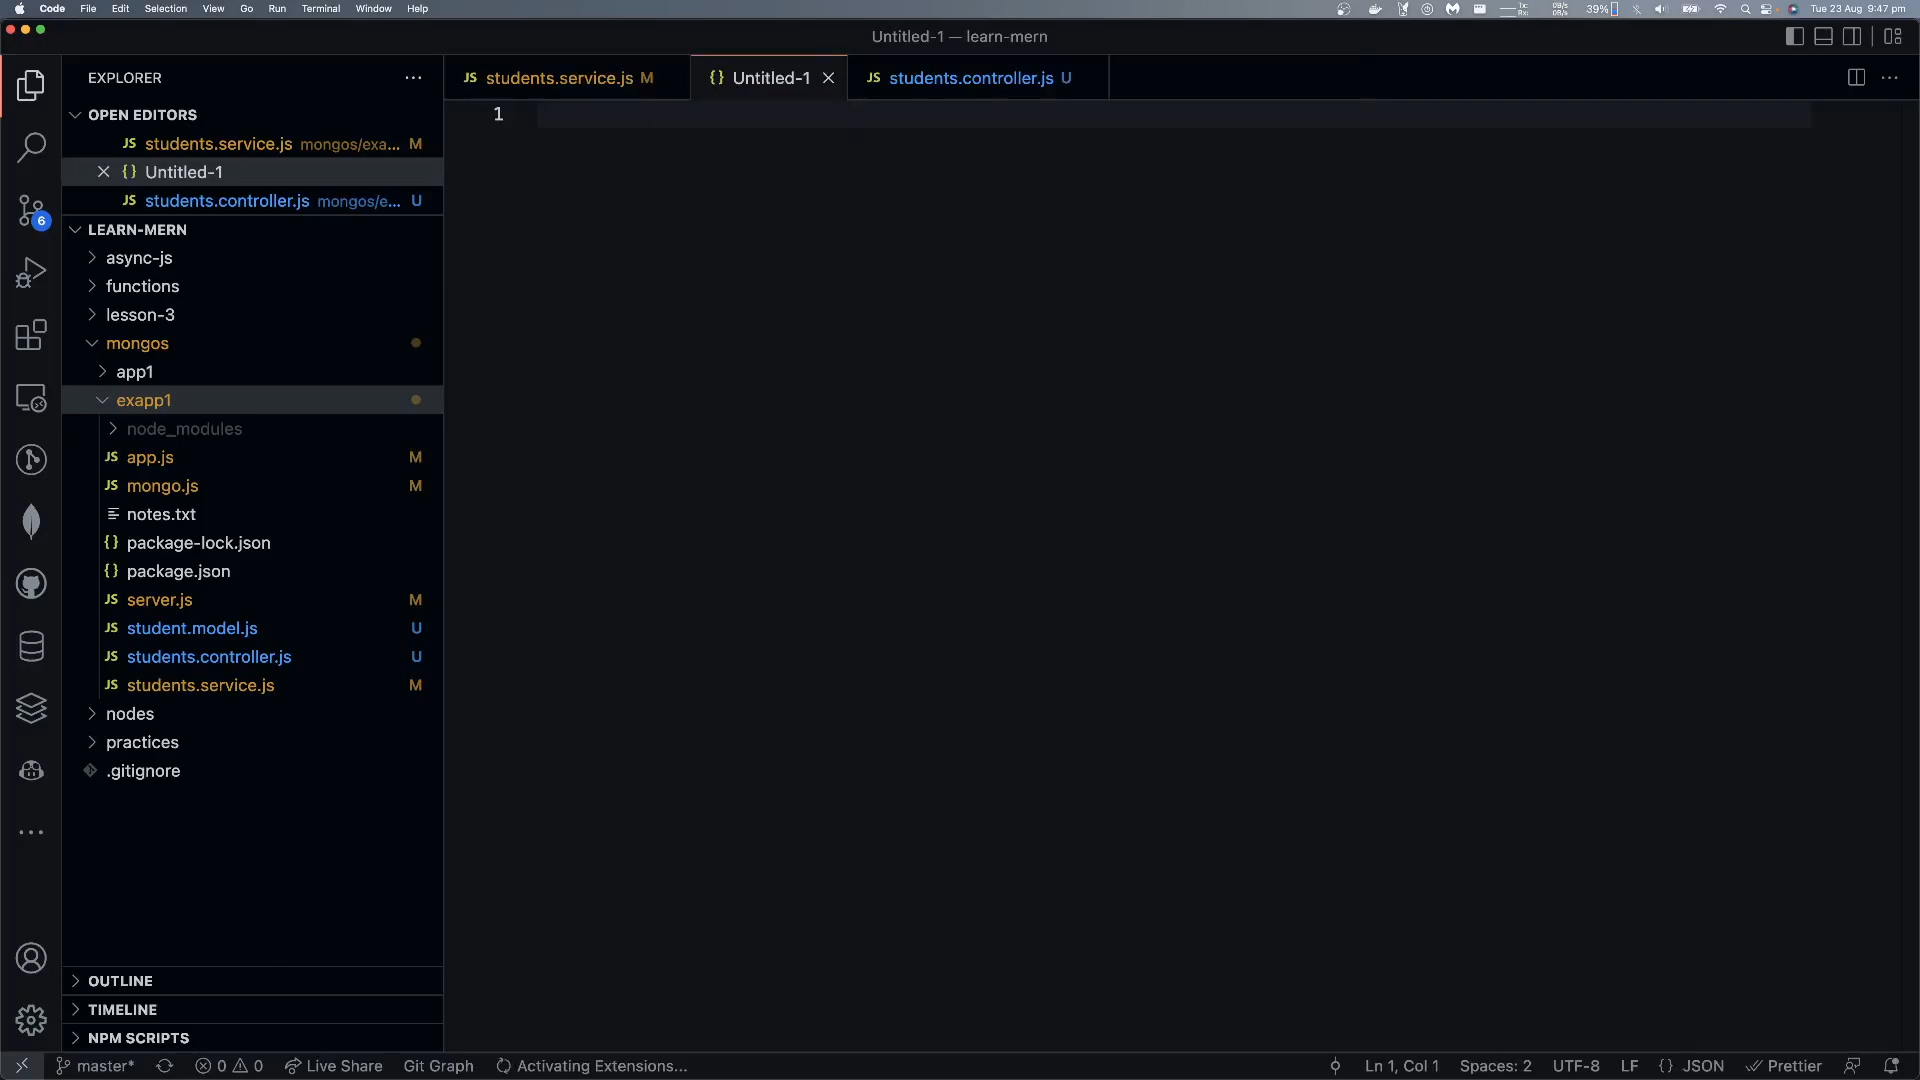 Code File Edit Selection View Go Run Terminal Window Help
39% Tue 23 Aug 9:47 pm
Untitled-1 — learn-mern
EXPLORER
JS students.service.js M
{} Untitled-1
JS students.controller.js U
OPEN EDITORS
JS students.service.js mongos/exa... M
{} Untitled-1
JS students.controller.js mongos/e... U
LEARN-MERN
async-js
functions
lesson-3
mongos
app1
exapp1
node_modules
JS app.js M
JS mongo.js M
notes.txt
{} package-lock.json
{} package.json
JS server.js M
JS student.model.js U
JS students.controller.js U
JS students.service.js M
nodes
practices
.gitignore
6
1
OUTLINE
TIMELINE
NPM SCRIPTS
master* 0 0 Live Share Git Graph Activating Extensions...
Ln 1, Col 1 Spaces: 2 UTF-8 LF {} JSON Prettier